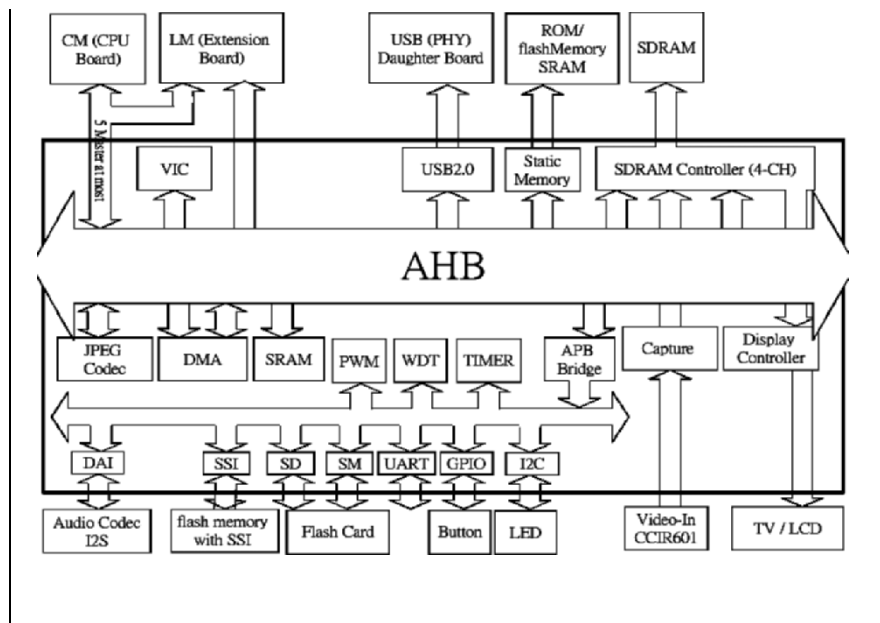 CM (CPU
Board)
LM (Extension
Board)
USB (PHY)
Daughter Board
ROM/
flashMemory
SRAM
SDRAM
5 Master at most
VIC
USB2.0
Static
Memory
SDRAM Controller (4-CH)
AHB
JPEG
Codec
DMA
SRAM
PWM
WDT
TIMER
APB
Bridge
Capture
Display
Controller
DAI
SSI
SD
SM
UART
GPIO
I2C
Audio Codec
I2S
flash memory
with SSI
Flash Card
Button
LED
Video-In
CCIR601
TV / LCD